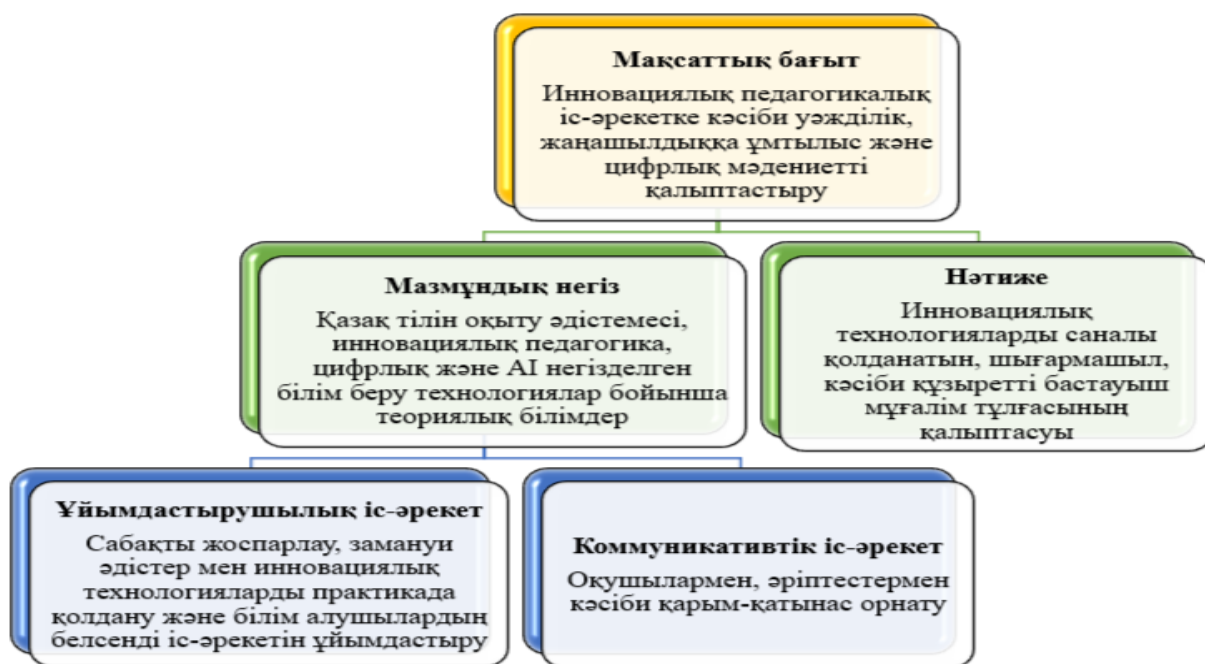 Мақсаттық бағыт
Инновациялық педагогикалық
іс-әрекетке кәсіби уәжділік,
жаңашылдыққа ұмтылыс және
цифрлық мәдениетті
қалыптастыру
Мазмұндық негіз
Қазақ тілін оқыту әдістемесі,
инновациялық педагогика,
цифрлық және AI негізделген
білім беру технологиялар бойынша
теориялық білімдер
Нәтиже
Инновациялық
технологияларды саналы
қолданатын, шығармашыл,
кәсіби құзыретті бастауыш
мұғалім тұлғасының
қалыптасуы
Ұйымдастырушылық іс-әрекет
Сабақты жоспарлау, замануи
әдістер мен инновациялық
технологияларды практикада
қолдану және білім алушылардың
белсенді іс-әрекетін ұйымдастыру
Коммуникативтік іс-әрекет
Оқушылармен, әріптестермен
кәсіби қарым-қатынас орнату